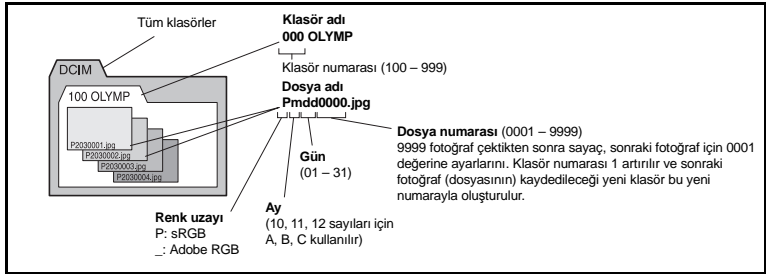 Tüm klasörler
Klasör adı
000 OLYMP
Klasör numarası (100 – 999)
DCIM
100 OLYMP
P2030001.jpg
P2030002.jpg
P2030003.jpg
P2030004.jpg
Dosya adı
Pmdd0000.jpg
Dosya numarası (0001 – 9999)
9999 fotoğraf çektikten sonra sayaç, sonraki fotoğraf için 0001
değerine ayarlarını. Klasör numarası 1 artırılır ve sonraki
fotoğraf (dosyasının) kaydedileceği yeni klasör bu yeni
numarayla oluşturulur.
Gün
(01 – 31)
Ay
(10, 11, 12 sayıları için
A, B, C kullanılır)
Renk uzayı
P: sRGB
_: Adobe RGB